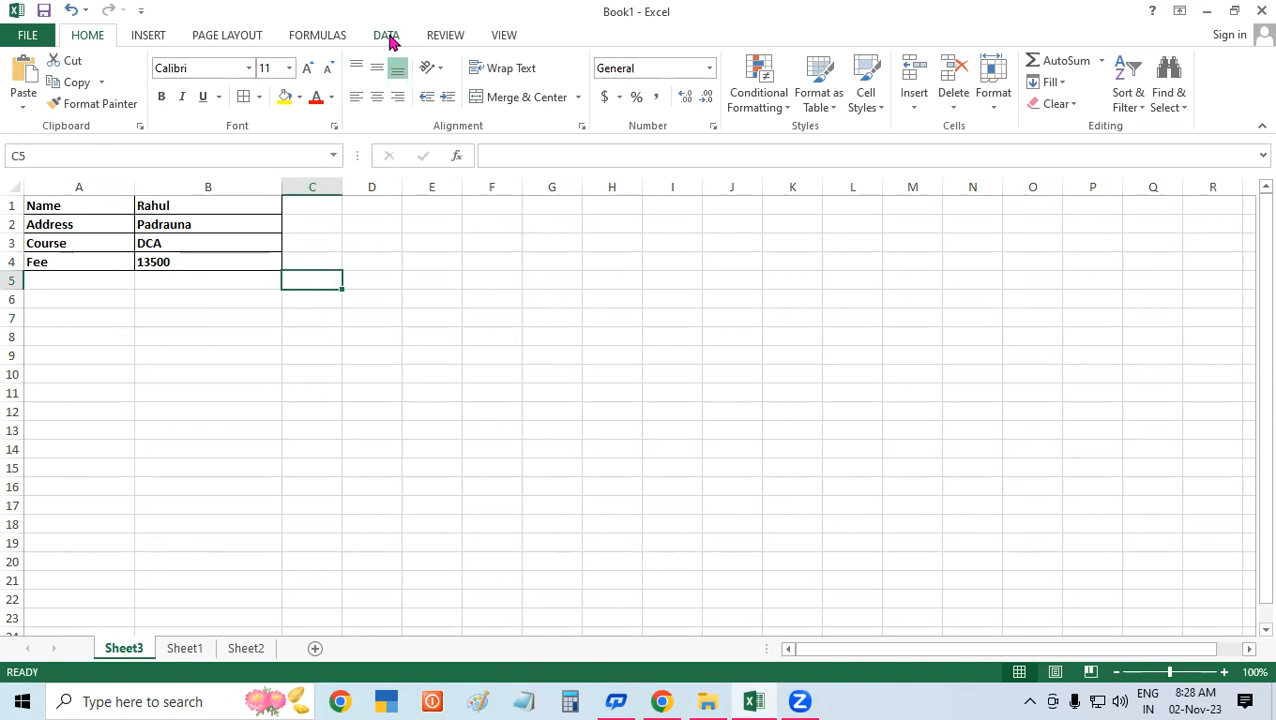 Book1 - Excel
FILE HOME INSERT PAGE LAYOUT FORMULAS DATA REVIEW VIEW Sign in
Paste Cut Copy Format Painter Clipboard
Calibri 11 B I U A Font
Wrap Text Merge & Center Alignment
General $ % , Number
Conditional Formatting Format as Table Cell Styles Styles
Insert Delete Format Cells
AutoSum Fill Clear Sort & Filter Find & Select Editing
C5 fx
A B C D E F G H I J K L M N O P Q R
1 Name Rahul
2 Address Padrauna
3 Course DCA
4 Fee 13500
5
6
7
8
9
10
11
12
13
14
15
16
17
18
19
20
21
22
23
Sheet3 Sheet1 Sheet2
READY 100%
Type here to search ENG 8:28 AM
IN 02-Nov-23